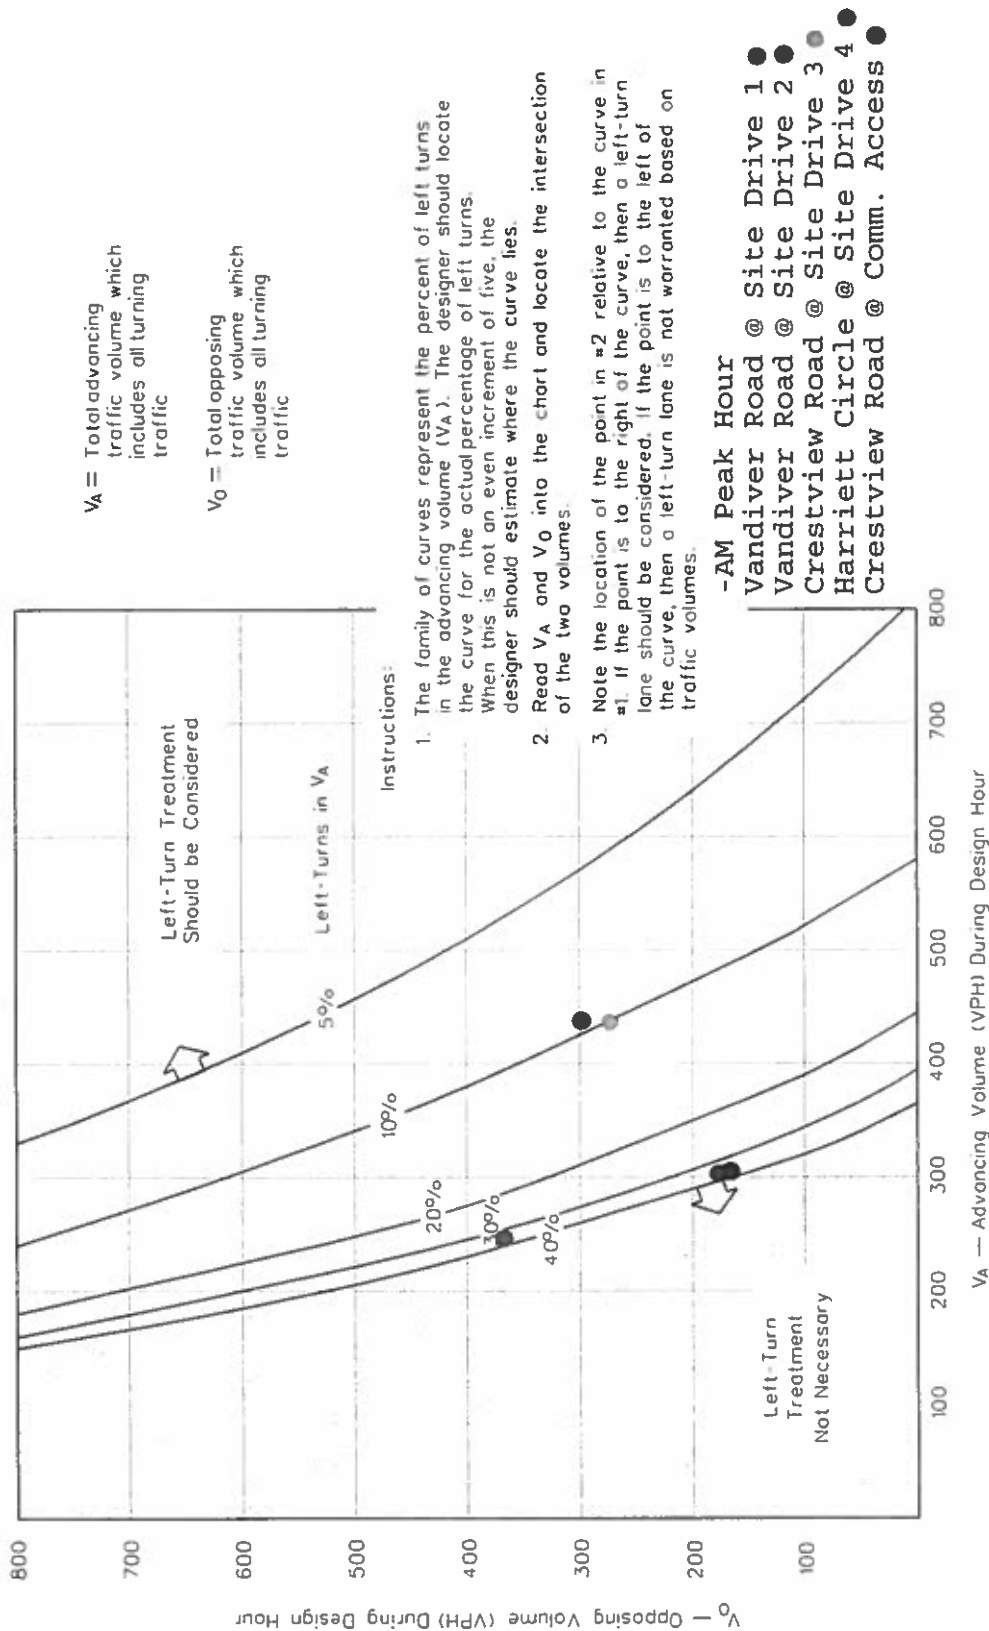 V_A = Total advancing
traffic volume which
includes all turning
traffic
V_O = Total opposing
traffic volume which
includes all turning
traffic
Instructions:
1. The family of curves represent the percent of left turns
in the advancing volume (V_A). The designer should locate
the curve for the actual percentage of left turns.
When this is not an even increment of five, the
designer should estimate where the curve lies.
2. Read V_A and V_O into the chart and locate the intersection
of the two volumes.
3. Note the location of the point in #2 relative to the curve in
#1. If the point is to the right of the curve, then a left-turn
lane should be considered. If the point is to the left of
the curve, then a left-turn lane is not warranted based on
traffic volumes.
-AM Peak Hour
Vandiver Road @ Site Drive 1
Vandiver Road @ Site Drive 2
Crestview Road @ Site Drive 3
Harriett Circle @ Site Drive 4
Crestview Road @ Comm. Access
Left-Turn Treatment
Should be Considered
Left-Turns in V_A
5%
10%
20%
30%
40%
Left-Turn
Treatment
Not Necessary
800
700
600
500
400
300
200
100
V_O — Opposing Volume (VPH) During Design Hour
100
200
300
400
500
600
700
800
V_A — Advancing Volume (VPH) During Design Hour